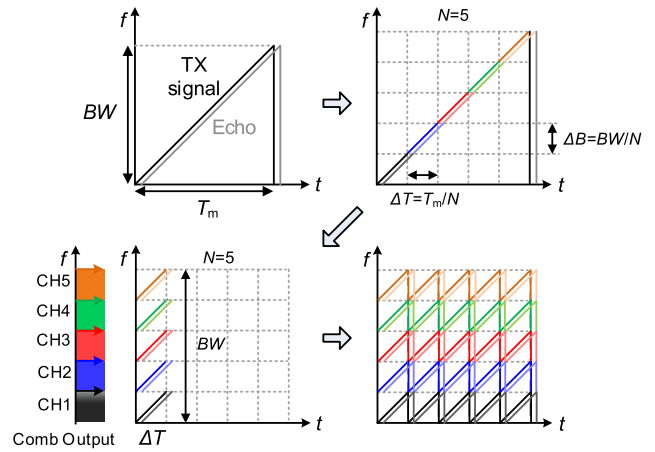 f
TX
signal
BW
Echo
t
Tm
f
N=5
ΔB=BW/N
t
ΔT=Tm/N
f
CH5
CH4
CH3
CH2
CH1
Comb Output
f
N=5
BW
t
ΔT
f
t